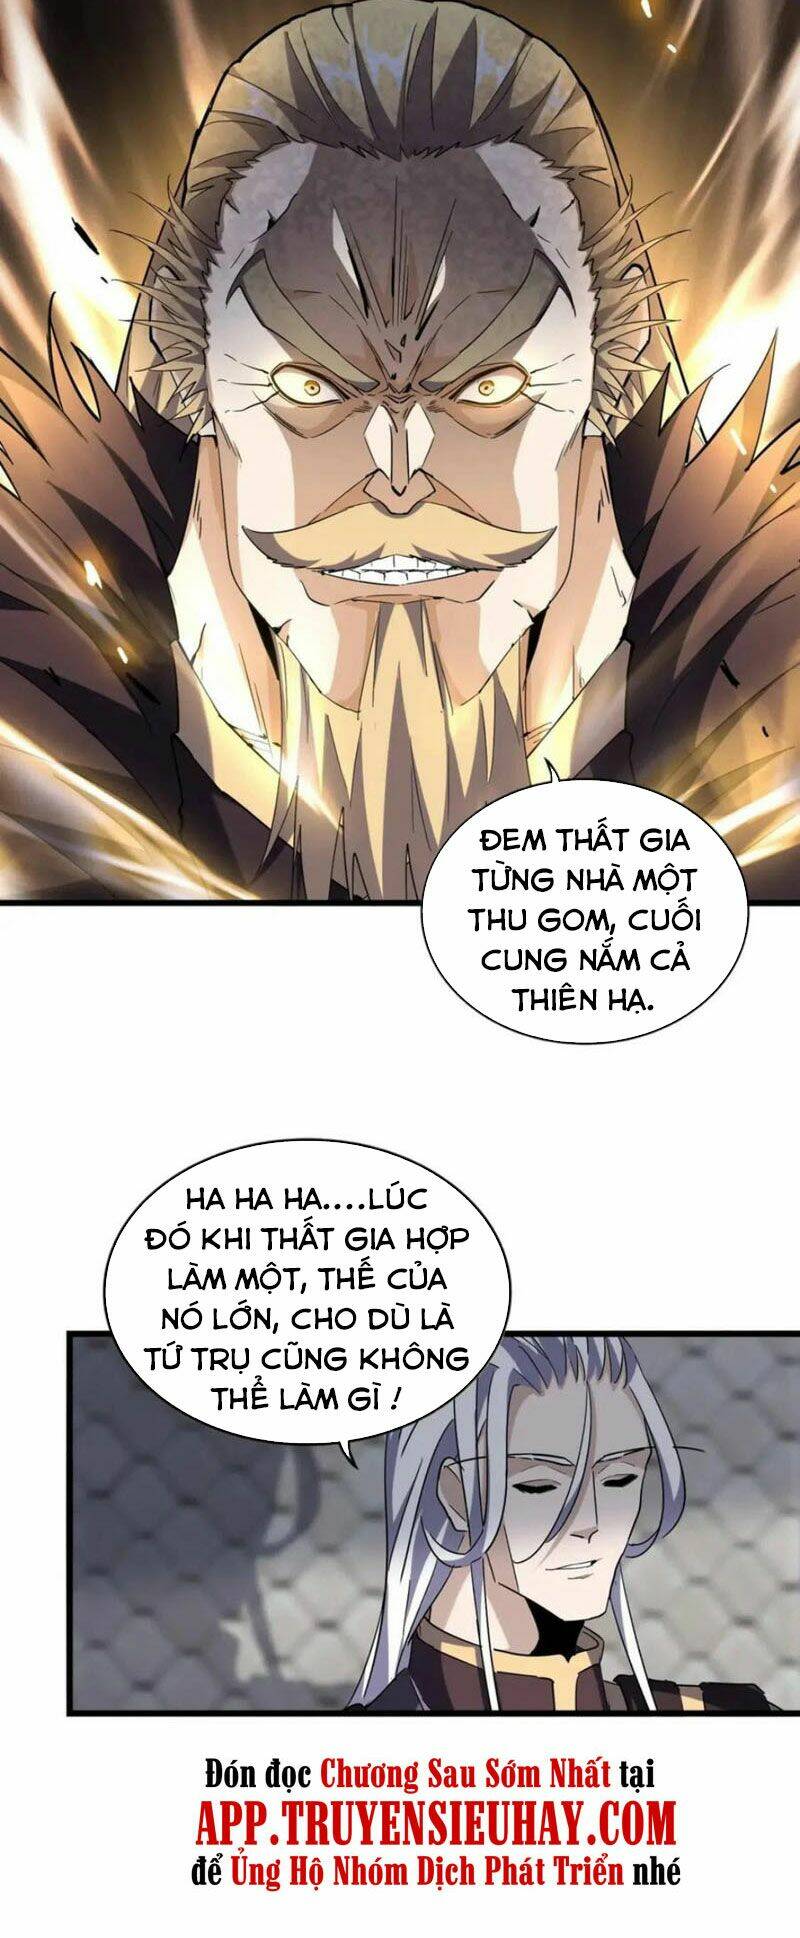 ĐEM THẤT GIA
TỪNG NHÀ MỘT
THU GOM, CUỐI
CUNG NẮM CẢ
THIÊN HẠ.
HA HA HA....LÚC
ĐÓ KHI THẤT GIA HỢP
LÀM MỘT, THẾ CỦA
NÓ LỚN, CHO DÙ LÀ
TỨ TRỤ CŨNG KHÔNG
THỂ LÀM GÌ !
Đón đọc Chương Sau Sớm Nhất tại
APP.TRUYENSIEUHAY.COM
để Ủng Hộ Nhóm Dịch Phát Triển nhé